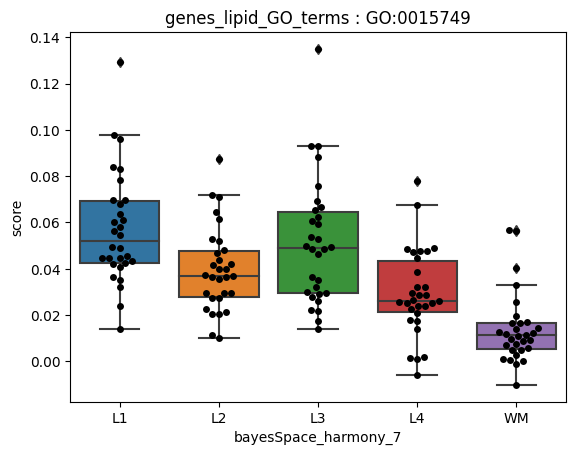 genes_lipid_GO_terms : GO:0015749
0.14
0.12
0.10
0.08
0.06
0.04
0.02
0.00
score
L1 L2 L3 L4 WM
bayesSpace_harmony_7